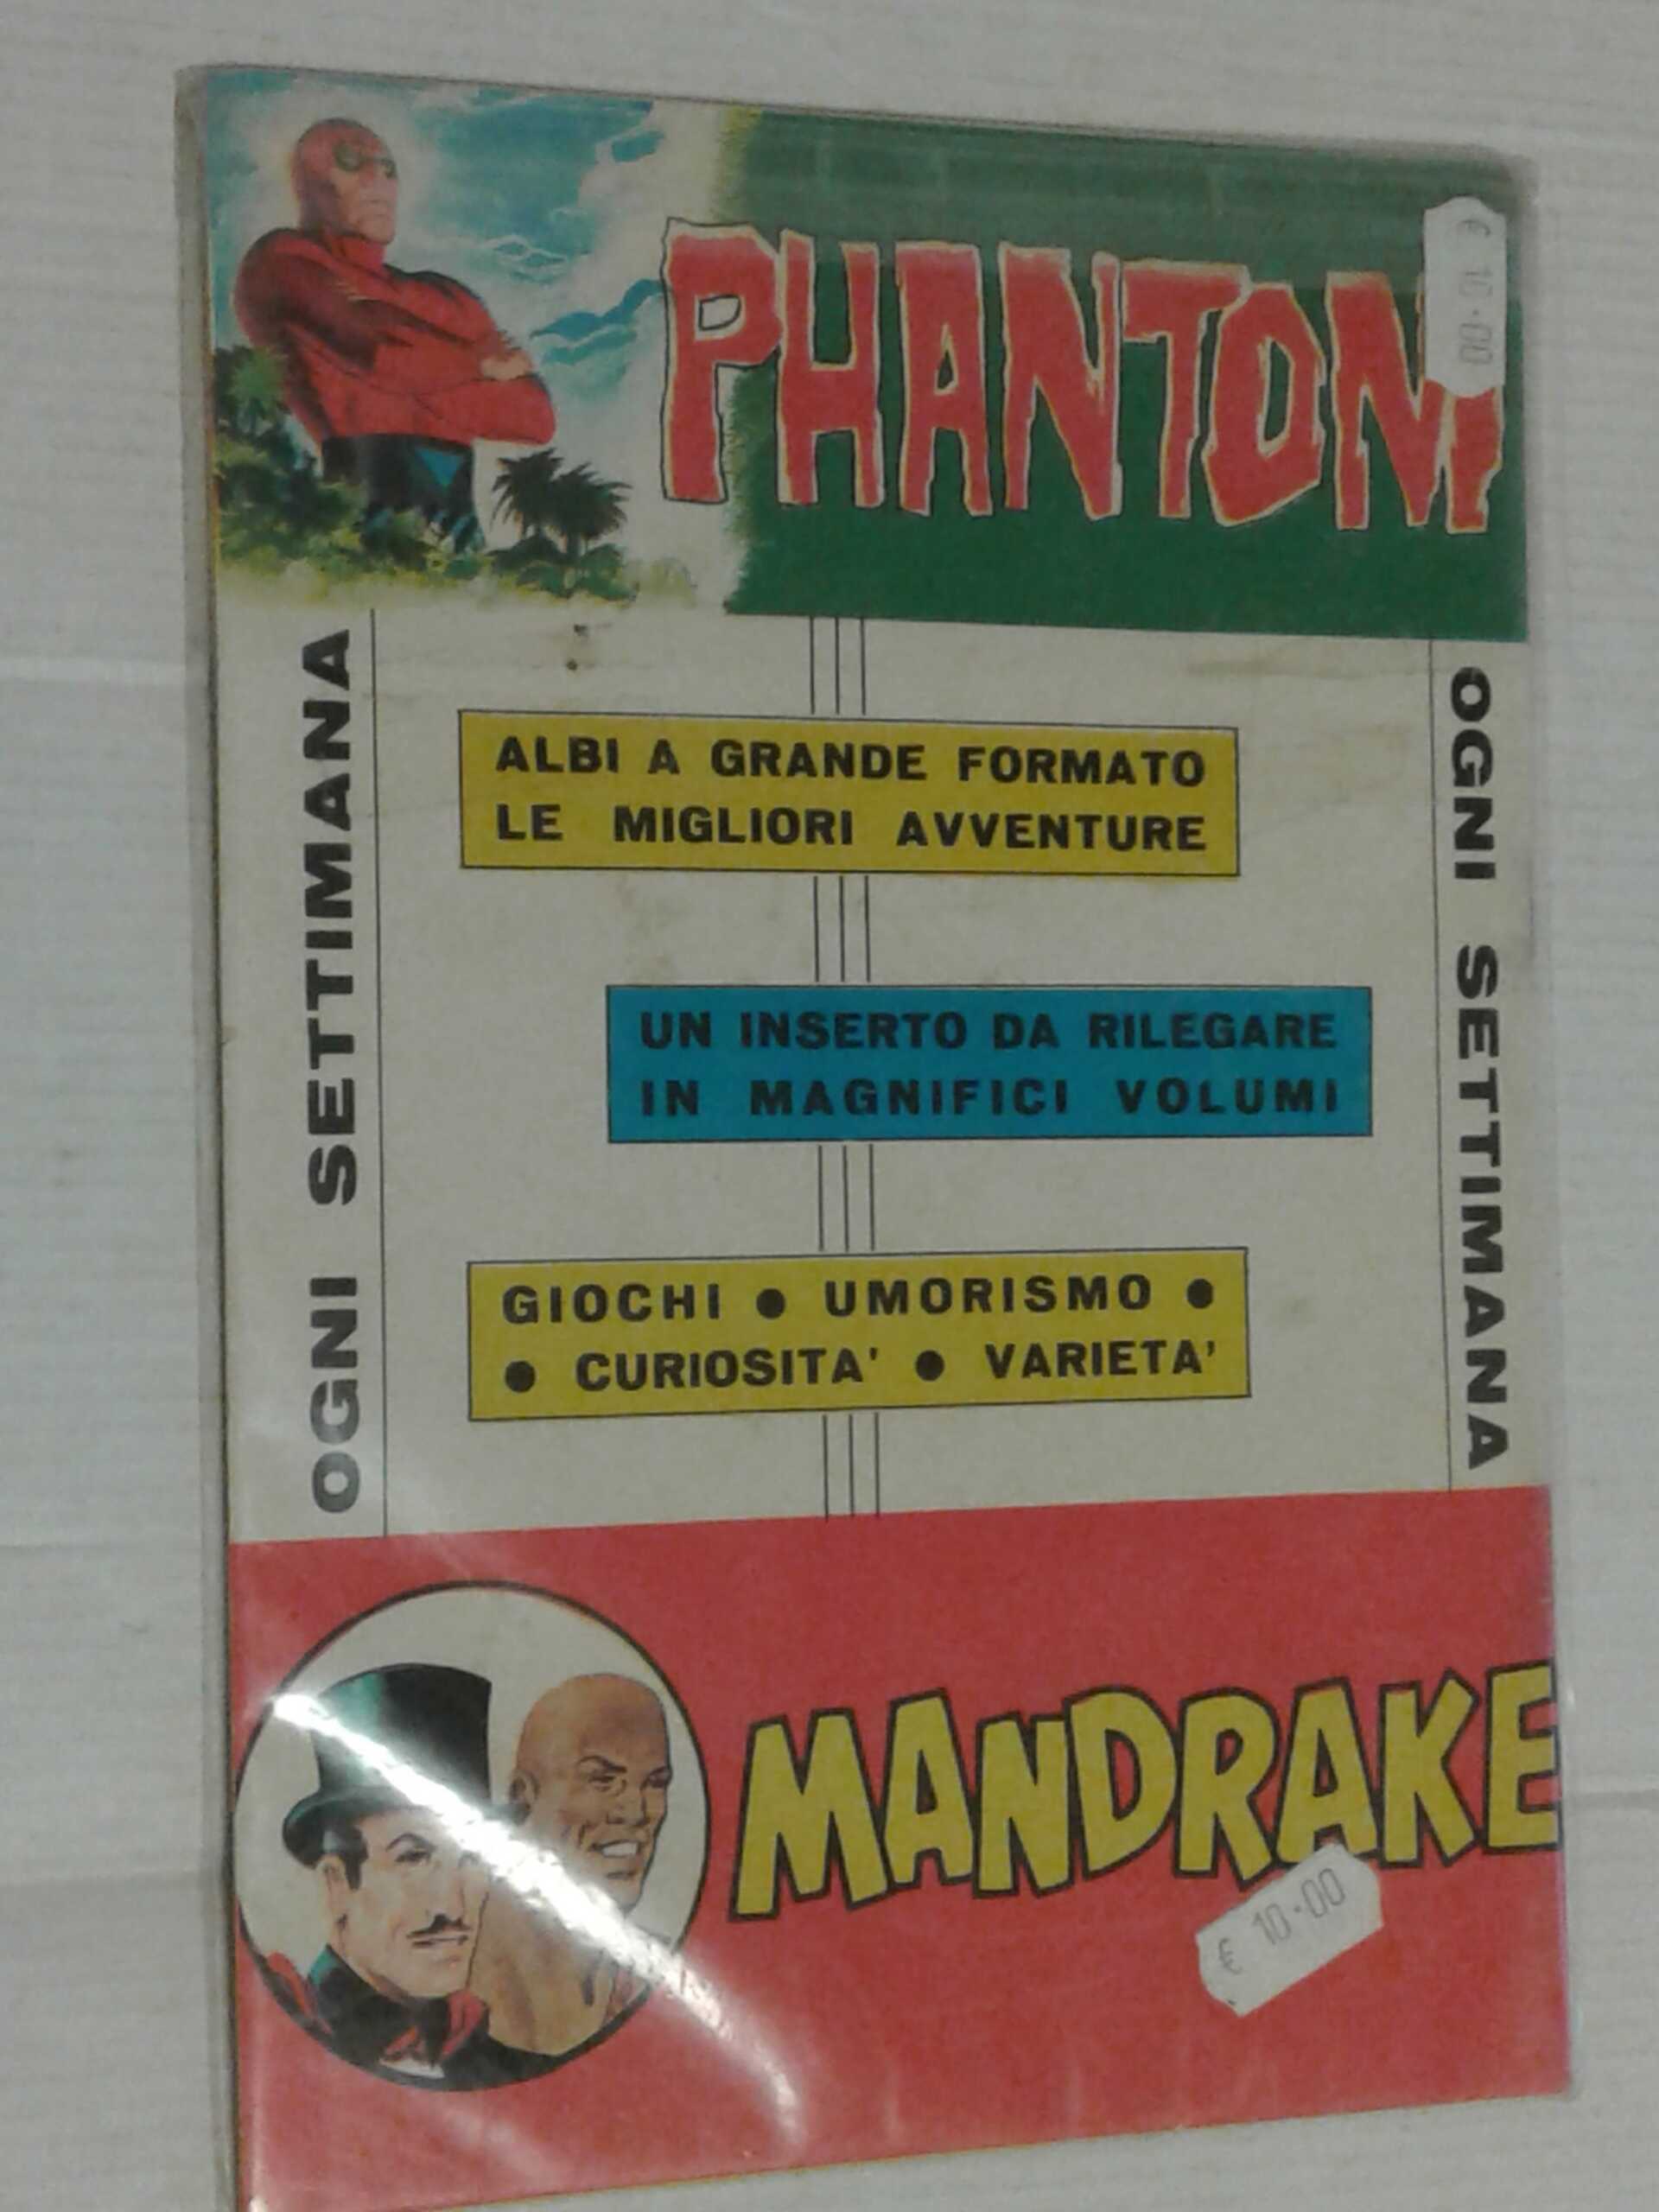 PHANTOM
€ 10.00
OGNI SETTIMANA
ALBI A GRANDE FORMATO
LE MIGLIORI AVVENTURE
UN INSERTO DA RILEGARE
IN MAGNIFICI VOLUMI
GIOCHI ● UMORISMO ●
● CURIOSITA' ● VARIETA'
OGNI SETTIMANA
MANDRAKE
€ 10.00